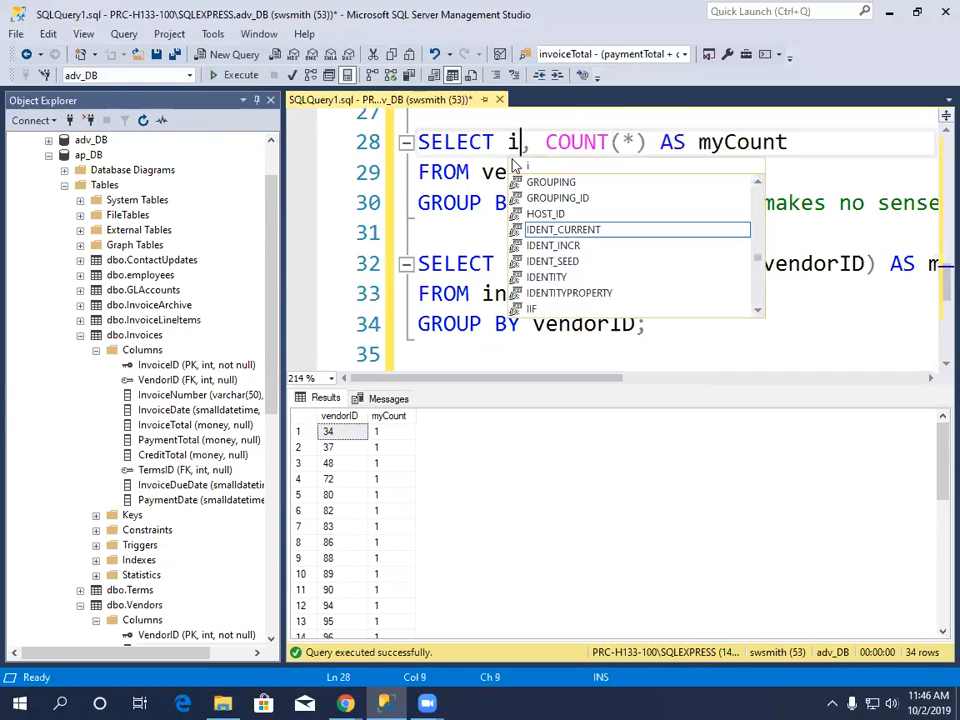 SQLQuery1.sql - PRC-H133-100\SQLEXPRESS.adv_DB (swsmith (53))* - Microsoft SQL Server Management Studio
Quick Launch (Ctrl+Q)
File Edit View Query Project Tools Window Help
New Query
invoiceTotal - (paymentTotal + c
adv_DB
Execute
Object Explorer
SQLQuery1.sql - PR...v_DB (swsmith (53))*
Connect
adv_DB
ap_DB
Database Diagrams
Tables
System Tables
FileTables
External Tables
Graph Tables
dbo.ContactUpdates
dbo.employees
dbo.GLAccounts
dbo.InvoiceArchive
dbo.InvoiceLineItems
dbo.Invoices
Columns
InvoiceID (PK, int, not null)
VendorID (FK, int, null)
InvoiceNumber (varchar(50),
InvoiceDate (smalldatetime,
InvoiceTotal (money, null)
PaymentTotal (money, null)
CreditTotal (money, null)
TermsID (FK, int, null)
InvoiceDueDate (smalldatetime
PaymentDate (smalldatetime
Keys
Constraints
Triggers
Indexes
Statistics
dbo.Terms
dbo.Vendors
Columns
VendorID (PK, int, not null)
27
28 SELECT i, COUNT(*) AS myCount
29 FROM ve
30 GROUP B makes no sense
31
32 SELECT vendorID) AS m
33 FROM in
34 GROUP BY vendorID;
35
i
GROUPING
GROUPING_ID
HOST_ID
IDENT_CURRENT
IDENT_INCR
IDENT_SEED
IDENTITY
IDENTITYPROPERTY
IIF
214 %
Results Messages
vendorID myCount
1 34 1
2 37 1
3 48 1
4 72 1
5 80 1
6 82 1
7 83 1
8 86 1
9 88 1
10 89 1
11 90 1
12 94 1
13 95 1
14 96 1
Query executed successfully. PRC-H133-100\SQLEXPRESS (14... swsmith (53) adv_DB 00:00:00 34 rows
Ready Ln 28 Col 9 Ch 9 INS
11:46 AM
10/2/2019